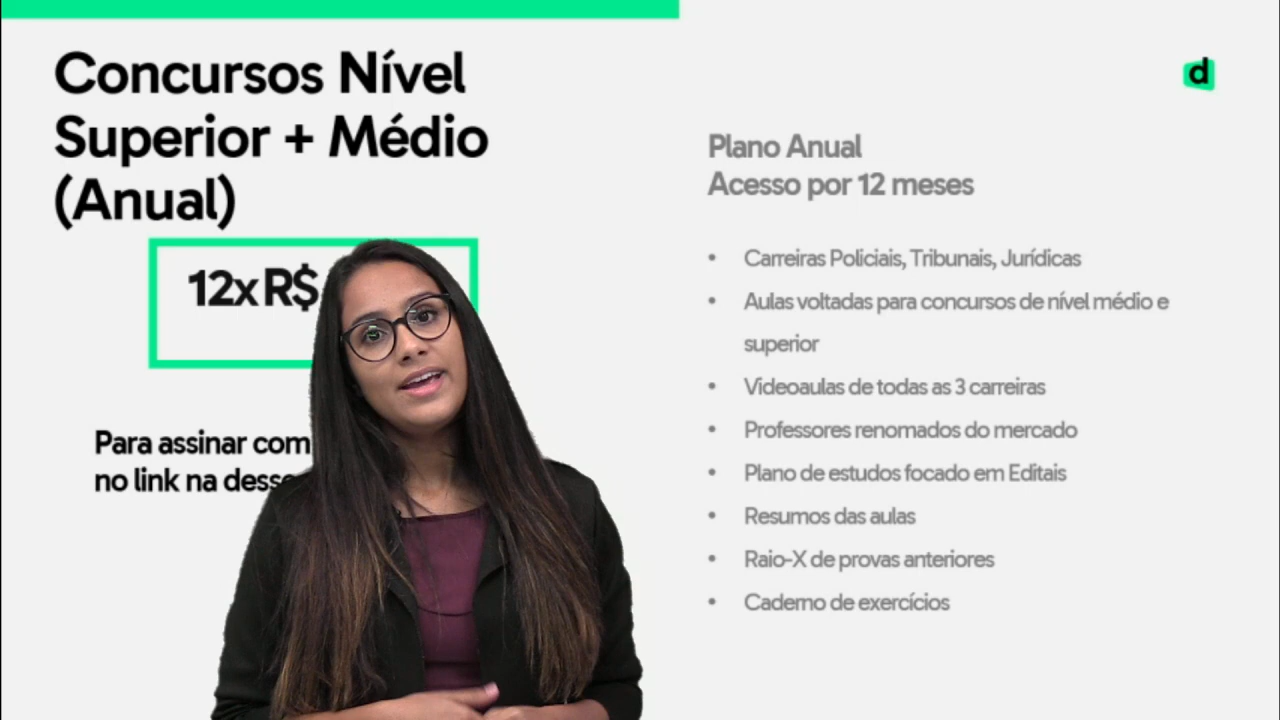 Concursos Nível
Superior + Médio
(Anual)
12x R$
Para assinar com
no link na
d
Plano Anual
Acesso por 12 meses
• Carreiras Policiais, Tribunais, Jurídicas
• Aulas voltadas para concursos de nível médio e
superior
• Videoaulas de todas as 3 carreiras
• Professores renomados do mercado
• Plano de estudos focado em Editais
• Resumos das aulas
• Raio-X de provas anteriores
• Caderno de exercícios